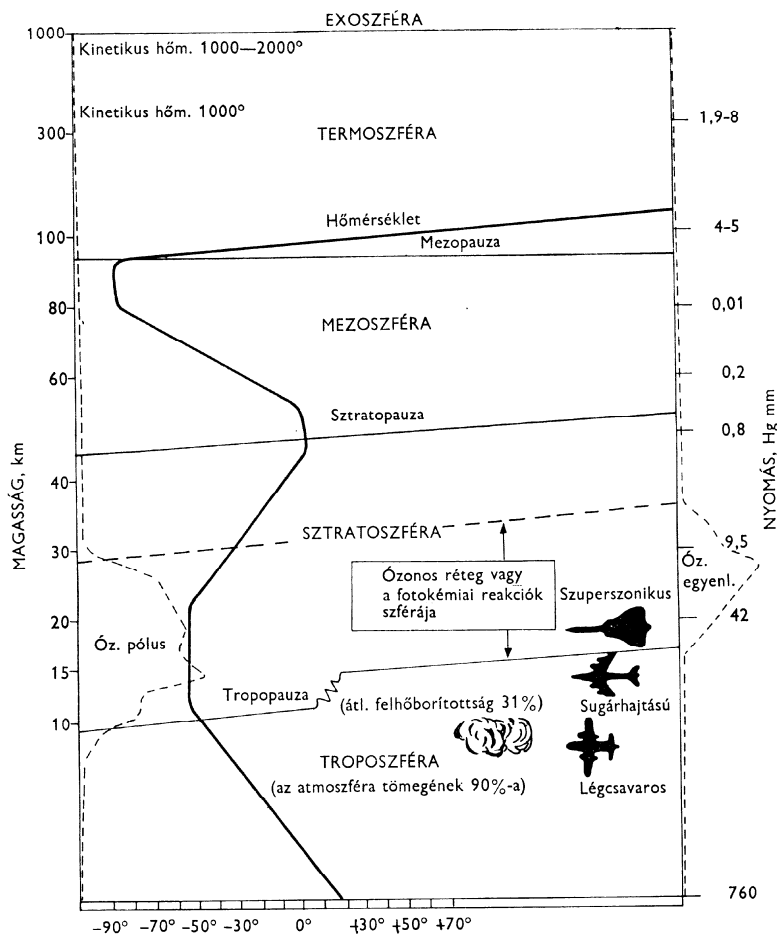 EXOSZFÉRA
1000
Kinetikus hőm. 1000—2000°
Kinetikus hőm. 1000°
1,9-8
300
TERMOSZFÉRA
Hőmérséklet
4-5
100
Mezopauza
80
MEZOSZFÉRA
0,01
60
0,2
Sztratopauza
0,8
MAGASSÁG, km
NYOMÁS, Hg mm
40
SZTRATOSZFÉRA
30
9,5
Óz.
egyenl.
Ózonos réteg vagy
a fotokémiai reakciók
szférája
Szuperszonikus
20
42
Óz. pólus
15
Tropopauza
(átl. felhőborítottság 31%)
Sugárhajtású
10
TROPOSZFÉRA
(az atmoszféra tömegének 90%-a)
Légcsavaros
760
−90° −70° −50° −30° 0° +30° +50° +70°